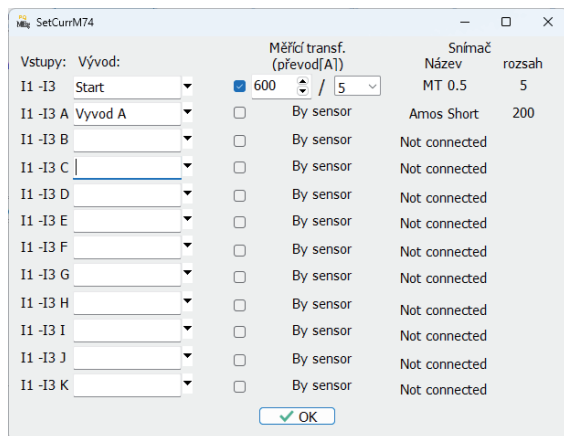 SetCurrM74
Měřící transf. Snímač
Vstupy: Vývod: (převod[A]) Název rozsah
I1 -I3 Start 600 / 5 MT 0.5 5
I1 -I3 A Vyvod A By sensor Amos Short 200
I1 -I3 B By sensor Not connected
I1 -I3 C By sensor Not connected
I1 -I3 D By sensor Not connected
I1 -I3 E By sensor Not connected
I1 -I3 F By sensor Not connected
I1 -I3 G By sensor Not connected
I1 -I3 H By sensor Not connected
I1 -I3 I By sensor Not connected
I1 -I3 J By sensor Not connected
I1 -I3 K By sensor Not connected
OK